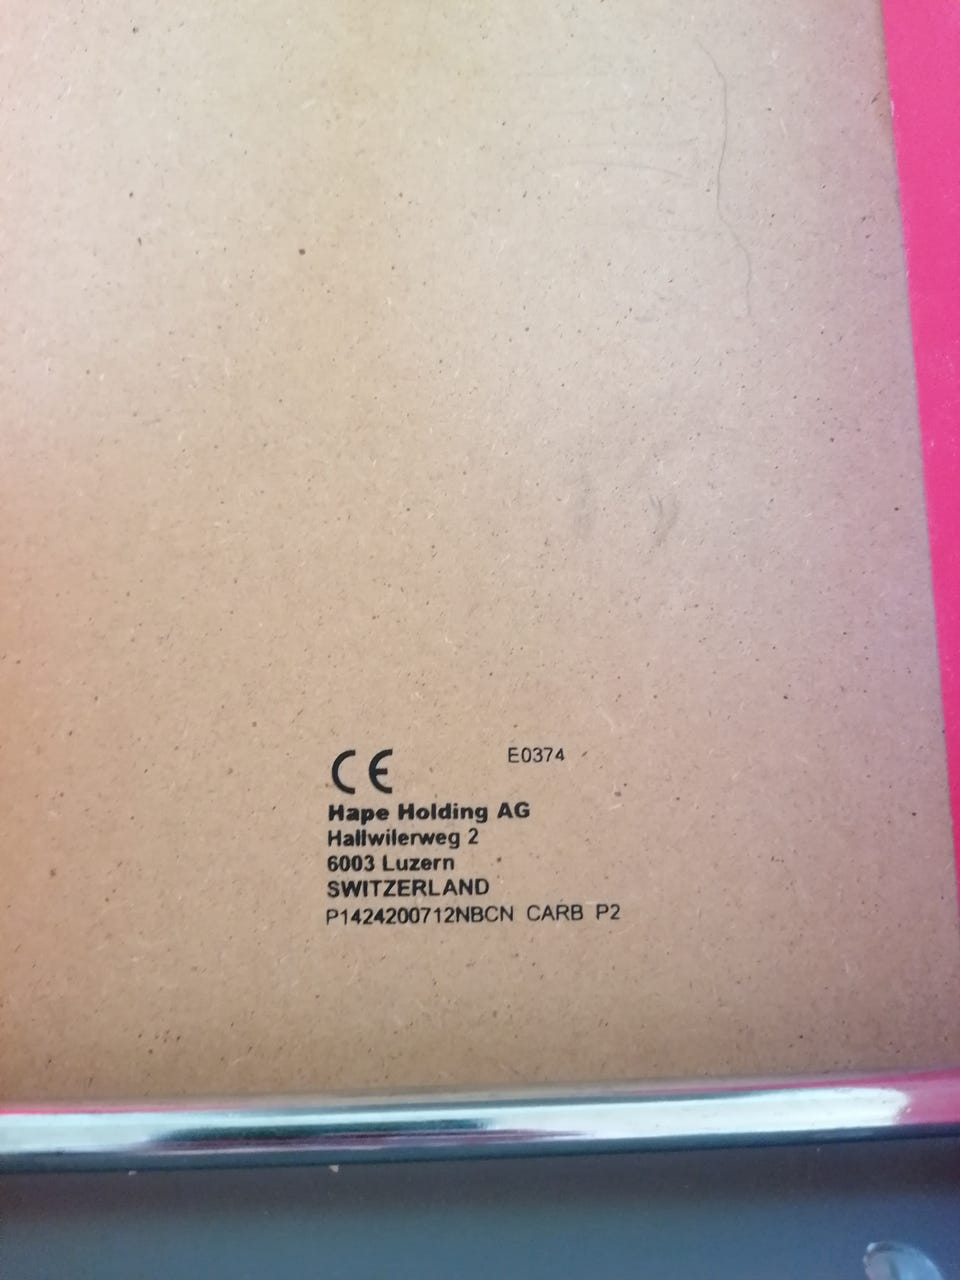 CE E0374
Hape Holding AG
Hallwilerweg 2
6003 Luzern
SWITZERLAND
P1424200712NBCN CARB P2